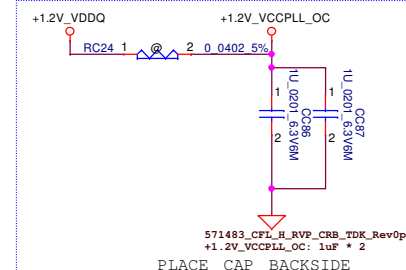 +1.2V_VDDQ +1.2V_VCCPLL_OC
RC24 1 @ 2 0_0402_5%
1 1
1U_0201_6.3V6M
CC86
1U_0201_6.3V6M
CC87
2 2
571483_CFL_H_RVP_CRB_TDK_Rev0p
+1.2V_VCCPLL_OC: 1uF * 2
PLACE CAP BACKSIDE